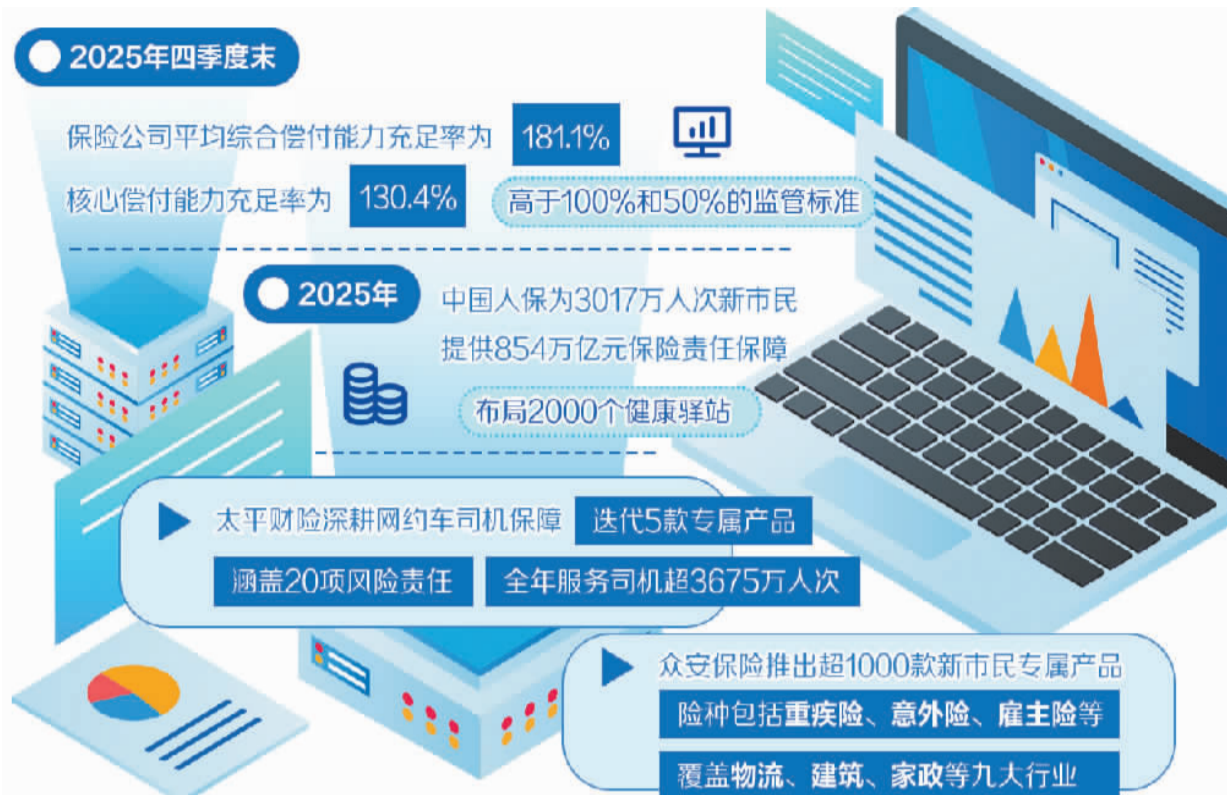 2025年四季度末
保险公司平均综合偿付能力充足率为 181.1%
核心偿付能力充足率为 130.4% 高于100%和50%的监管标准
2025年
中国人保为3017万人次新市民
提供854万亿元保险责任保障
布局2000个健康驿站
太平财险深耕网约车司机保障 迭代5款专属产品
涵盖20项风险责任 全年服务司机超3675万人次
众安保险推出超1000款新市民专属产品
险种包括重疾险、意外险、雇主险等
覆盖物流、建筑、家政等九大行业